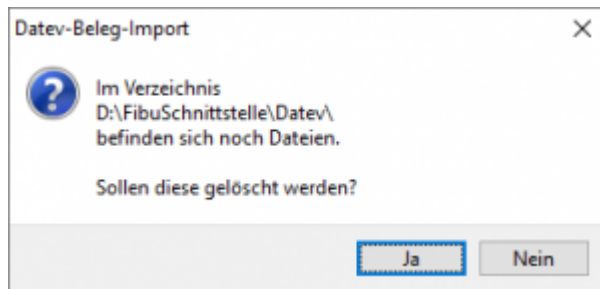 Datev-Beleg-Import
Im Verzeichnis
D:\FibuSchnittstelle\Datev\
befinden sich noch Dateien.
Sollen diese gelöscht werden?
Ja
Nein